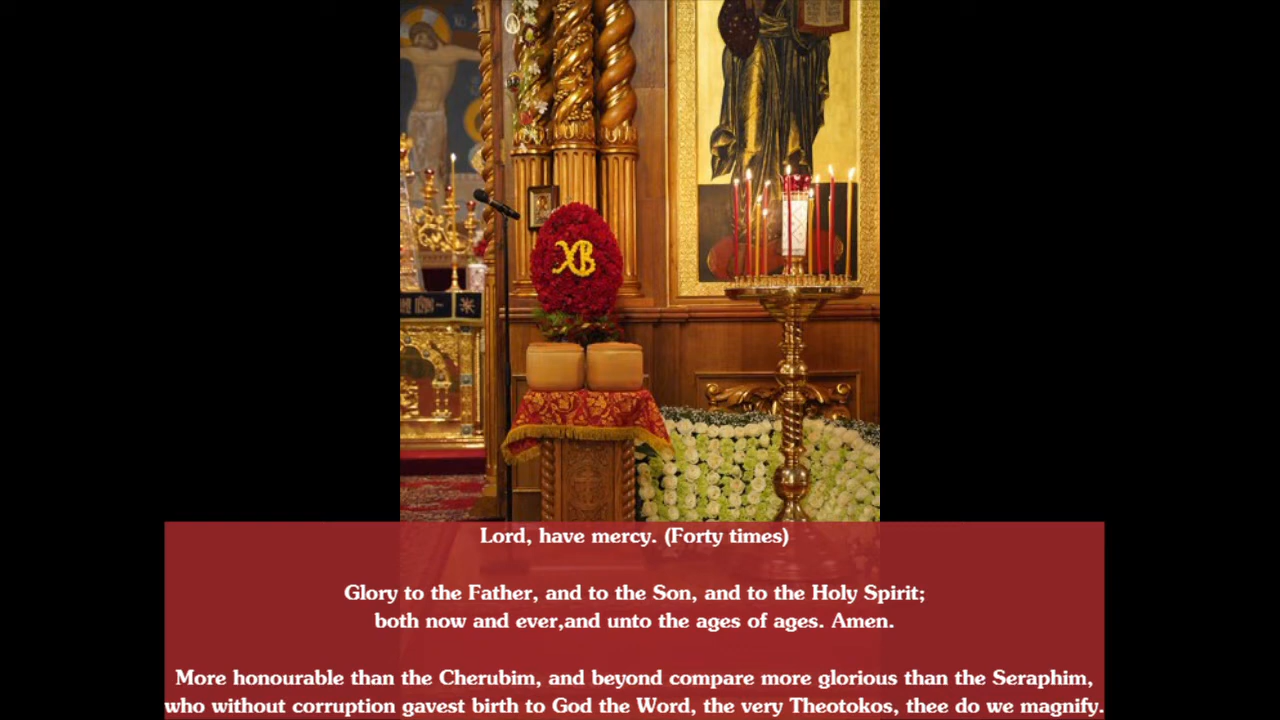 ХВ
Lord, have mercy. (Forty times)
Glory to the Father, and to the Son, and to the Holy Spirit;
both now and ever,and unto the ages of ages. Amen.
More honourable than the Cherubim, and beyond compare more glorious than the Seraphim,
who without corruption gavest birth to God the Word, the very Theotokos, thee do we magnify.